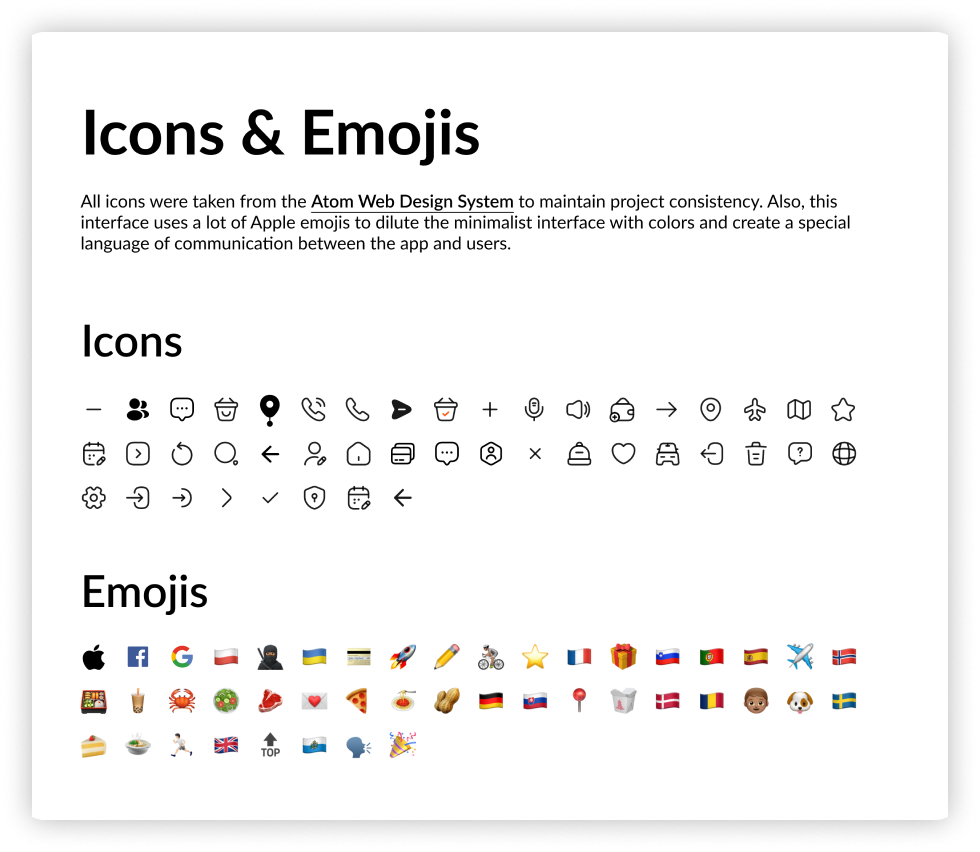 Icons & Emojis
All icons were taken from the Atom Web Design System to maintain project consistency. Also, this
interface uses a lot of Apple emojis to dilute the minimalist interface with colors and create a special
language of communication between the app and users.
Icons
Emojis
TOP